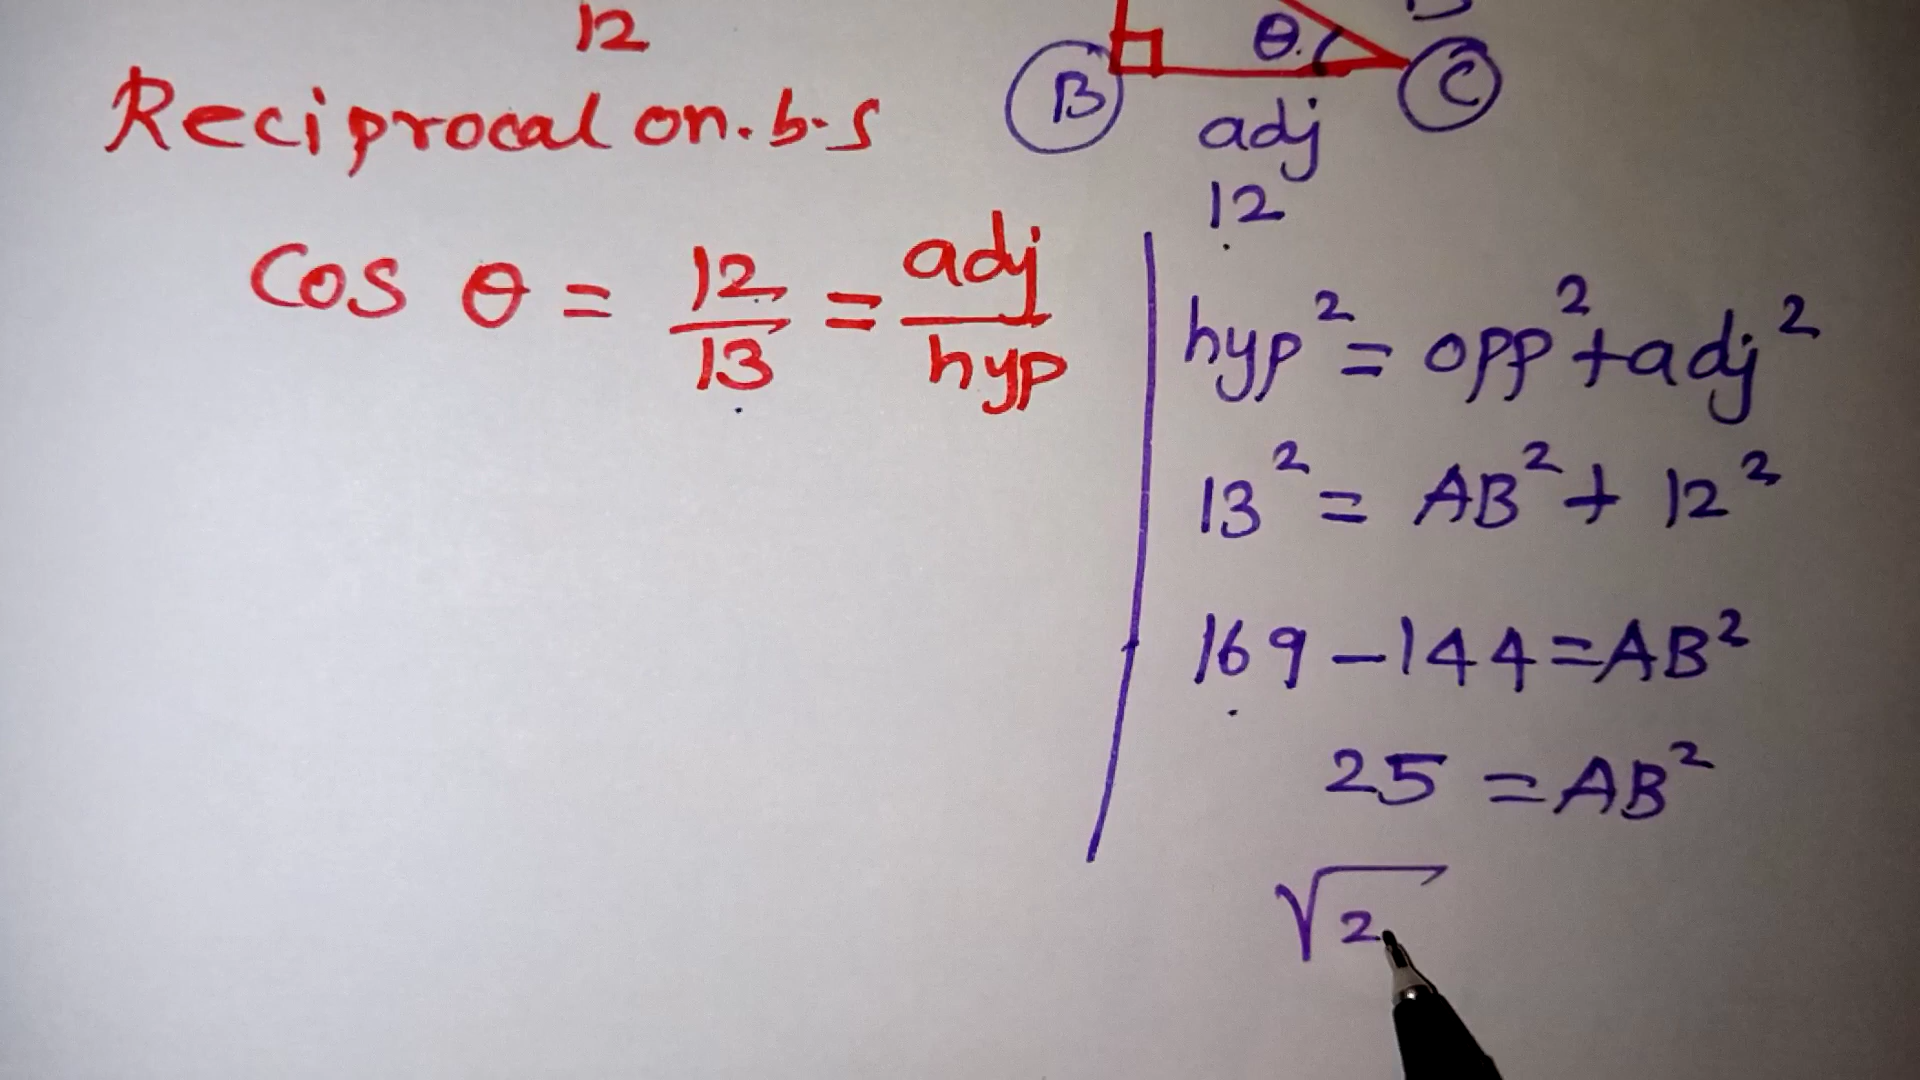 12
Reciprocal on. b.s
θ.
B
C
adj
12
Cos θ = 12/13 = adj/hyp
hyp² = opp² + adj²
13² = AB² + 12²
169 - 144 = AB²
25 = AB²
√2